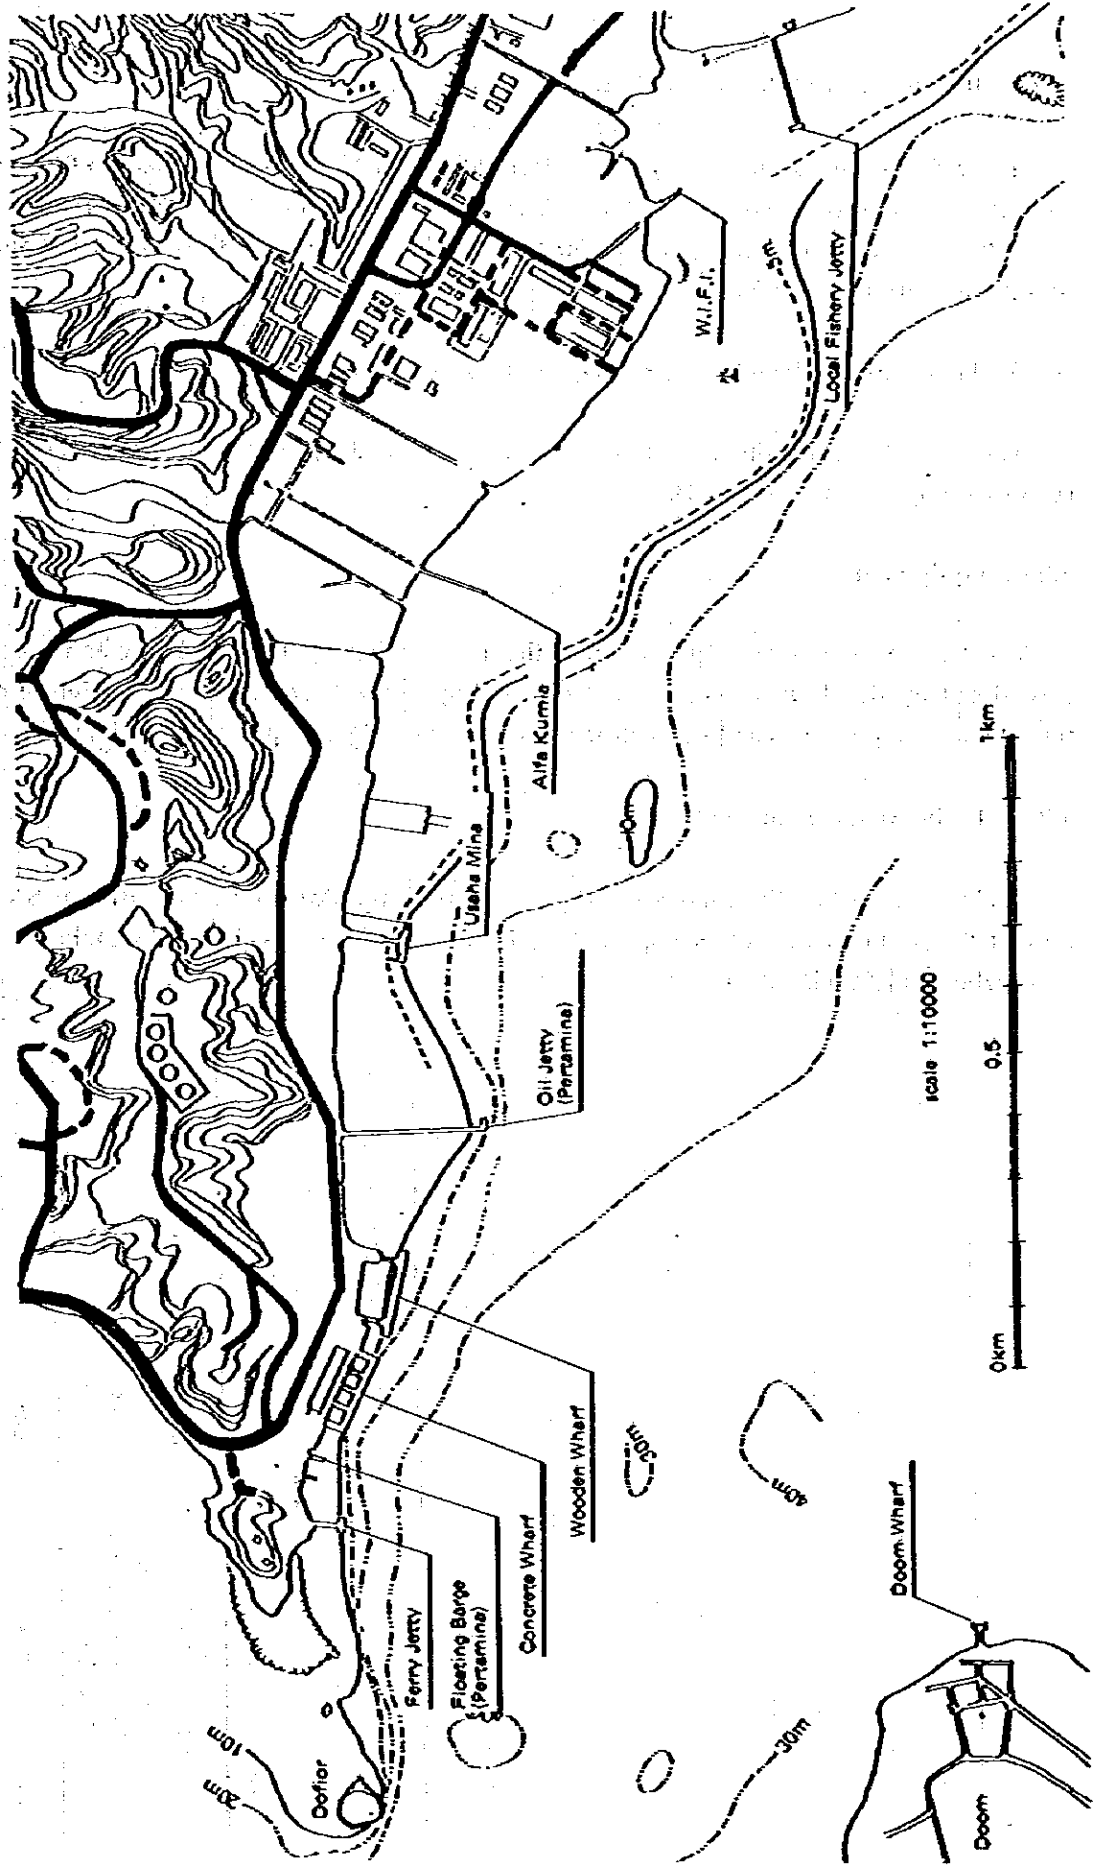 10m
20m
Dofior
Ferry Jetty
Floating Barge
(Pertamina)
Concrete Wharf
Wooden Wharf
Oil Jetty
(Pertamina)
Usaha Mina
Alfa Kumia
W.I.F.I.
Local Fishery Jetty
5m
10m
30m
40m
30m
Doom Wharf
Doom
scale 1:10000
0km
0.5
1km